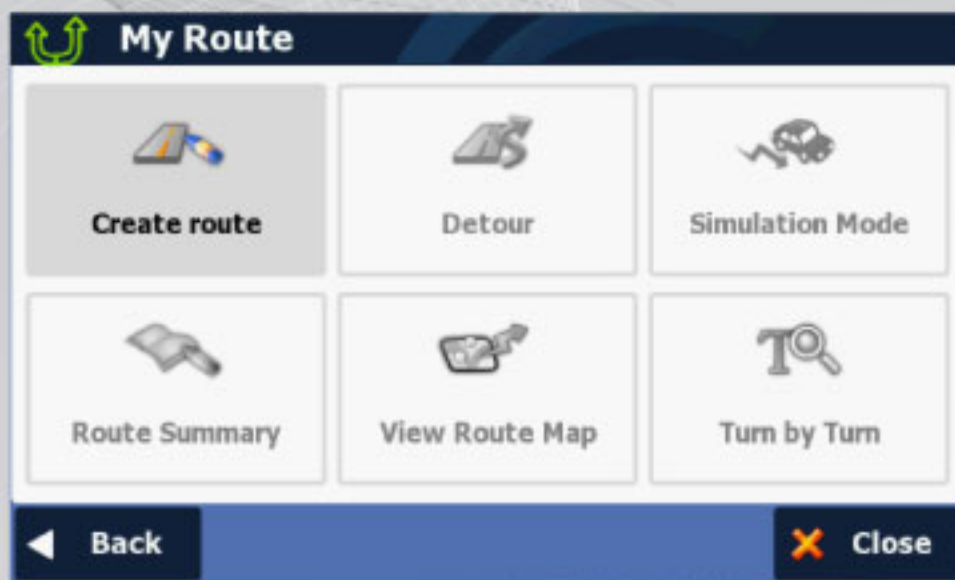 My Route
Create route
Detour
Simulation Mode
Route Summary
View Route Map
Turn by Turn
Back
Close